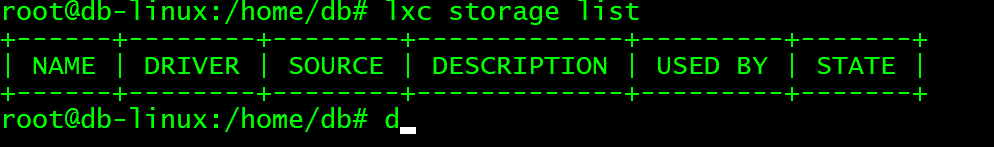 root@db-linux:/home/db# lxc storage list
+------+--------+--------+-------------+---------+-------+
| NAME | DRIVER | SOURCE | DESCRIPTION | USED BY | STATE |
+------+--------+--------+-------------+---------+-------+
root@db-linux:/home/db# d